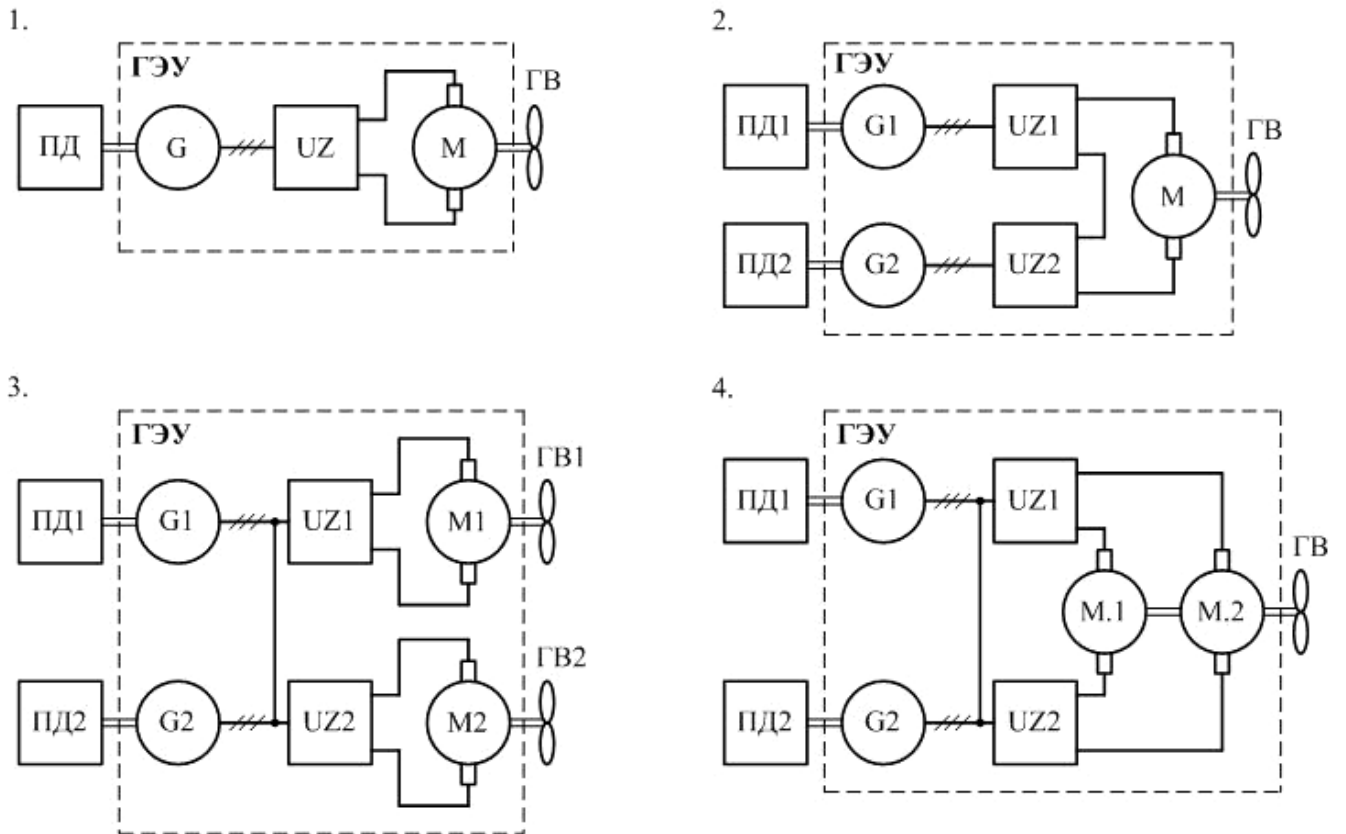 1.
ГЭУ
ГВ
ПД G UZ M
2.
ГЭУ
ПД1 G1 UZ1
ГВ
M
ПД2 G2 UZ2
3.
ГЭУ
ГВ1
ПД1 G1 UZ1 M1
ГВ2
ПД2 G2 UZ2 M2
4.
ГЭУ
ПД1 G1 UZ1
ГВ
M.1 M.2
ПД2 G2 UZ2